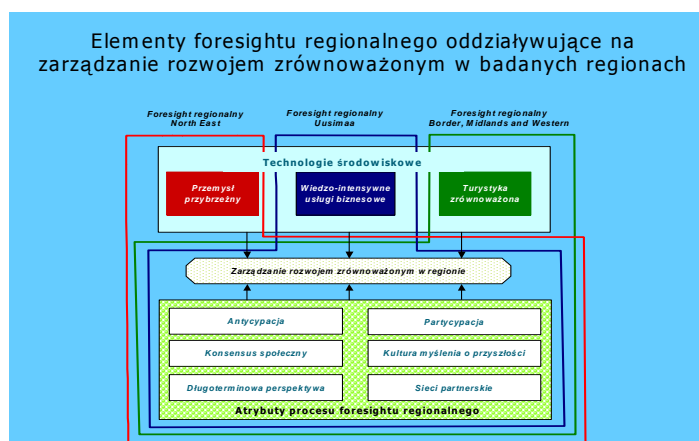 Elementy foresightu regionalnego oddziaływujące na
zarządzanie rozwojem zrównoważonym w badanych regionach
Foresight regionalny
North East
Foresight regionalny
Uusimaa
Foresight regionalny
Border, Midlands and Western
Technologie środowiskowe
Przemysł
przybrzeżny
Wiedzo-intensywne
usługi biznesowe
Turystyka
zrównoważona
Zarządzanie rozwojem zrównoważonym w regionie
Antycypacja
Partycypacja
Konsensus społeczny
Kultura myślenia o przyszłości
Długoterminowa perspektywa
Sieci partnerskie
Atrybuty procesu foresightu regionalnego